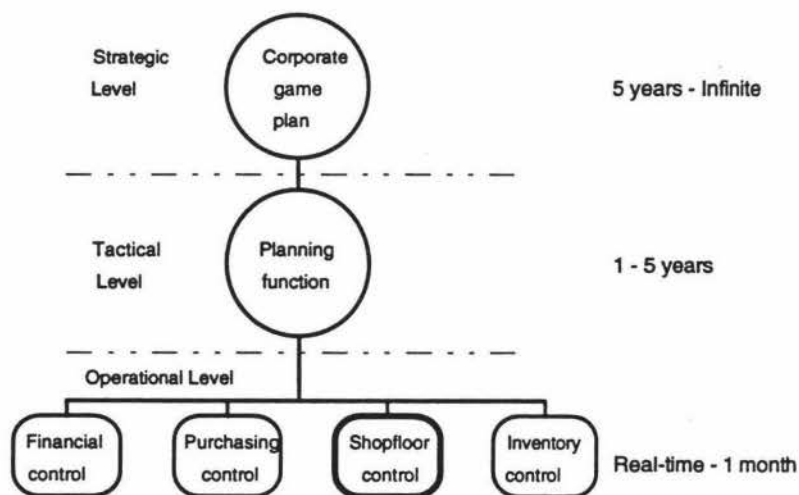 Strategic
Level
Corporate
game
plan
5 years - Infinite
Tactical
Level
Planning
function
1 - 5 years
Operational Level
Financial
control
Purchasing
control
Shopfloor
control
Inventory
control
Real-time - 1 month